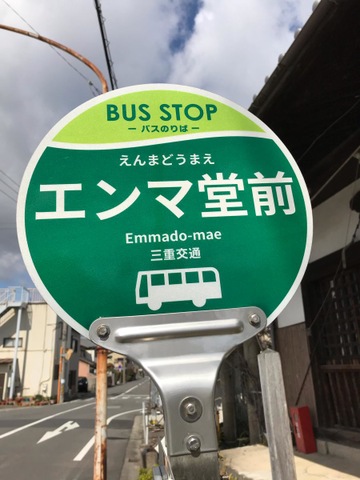 BUS STOP
ー バスのりば ー
えんまどうまえ
エンマ堂前
Emmado-mae
三重交通